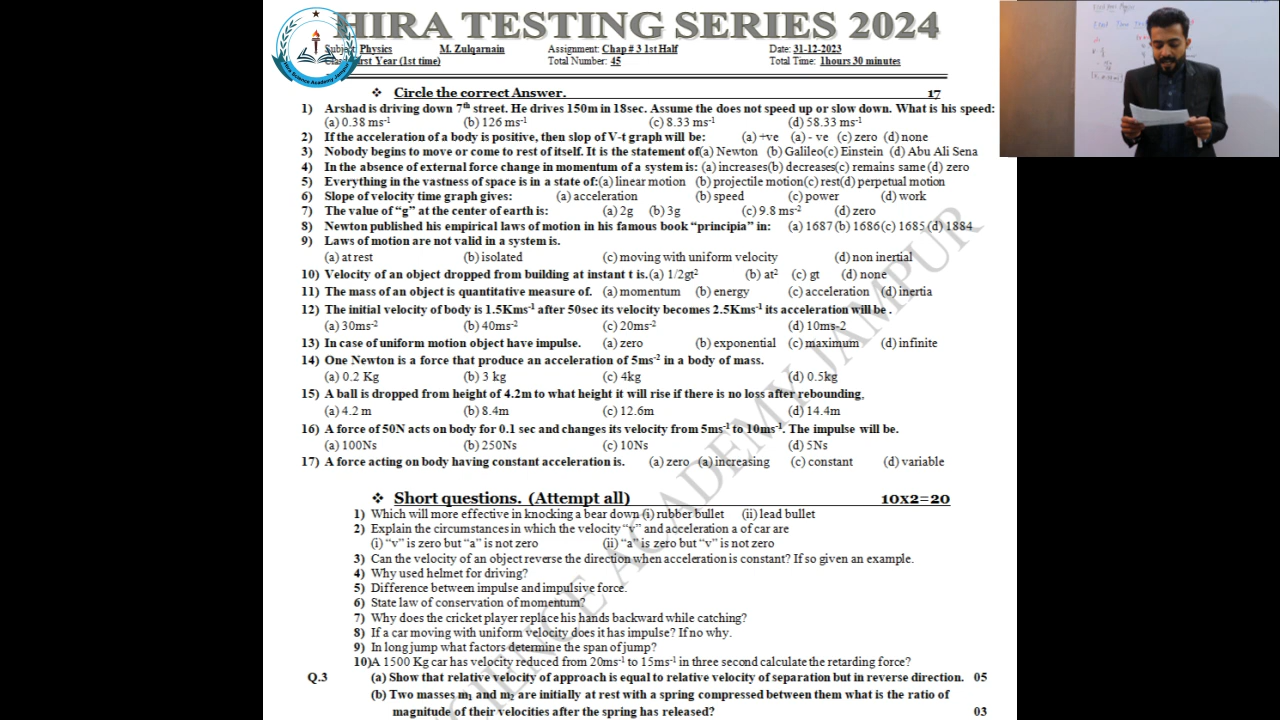 HIRA TESTING SERIES 2024
Subject: Physics M. Zulqarnain Assignment: Chap # 3 1st Half Date: 31-12-2023
First Year (1st time) Total Number: 45 Total Time: 1hours 30 minutes
❖ Circle the correct Answer. 17
1) Arshad is driving down 7th street. He drives 150m in 18sec. Assume the does not speed up or slow down. What is his speed:
(a) 0.38 ms-1 (b) 126 ms-1 (c) 8.33 ms-1 (d) 58.33 ms-1
2) If the acceleration of a body is positive, then slop of V-t graph will be: (a) +ve (a) - ve (c) zero (d) none
3) Nobody begins to move or come to rest of itself. It is the statement of(a) Newton (b) Galileo(c) Einstein (d) Abu Ali Sena
4) In the absence of external force change in momentum of a system is: (a) increases(b) decreases(c) remains same(d) zero
5) Everything in the vastness of space is in a state of:(a) linear motion (b) projectile motion(c) rest(d) perpetual motion
6) Slope of velocity time graph gives: (a) acceleration (b) speed (c) power (d) work
7) The value of "g" at the center of earth is: (a) 2g (b) 3g (c) 9.8 ms-2 (d) zero
8) Newton published his empirical laws of motion in his famous book "principia" in: (a) 1687(b) 1686(c) 1685(d) 1884
9) Laws of motion are not valid in a system is.
(a) at rest (b) isolated (c) moving with uniform velocity (d) non inertial
10) Velocity of an object dropped from building at instant t is.(a) 1/2gt2 (b) at2 (c) gt (d) none
11) The mass of an object is quantitative measure of. (a) momentum (b) energy (c) acceleration (d) inertia
12) The initial velocity of body is 1.5Kms-1 after 50sec its velocity becomes 2.5Kms-1 its acceleration will be .
(a) 30ms-2 (b) 40ms-2 (c) 20ms-2 (d) 10ms-2
13) In case of uniform motion object have impulse. (a) zero (b) exponential (c) maximum (d) infinite
14) One Newton is a force that produce an acceleration of 5ms-2 in a body of mass.
(a) 0.2 Kg (b) 3 kg (c) 4kg (d) 0.5kg
15) A ball is dropped from height of 4.2m to what height it will rise if there is no loss after rebounding,
(a) 4.2 m (b) 8.4m (c) 12.6m (d) 14.4m
16) A force of 50N acts on body for 0.1 sec and changes its velocity from 5ms-1 to 10ms-1. The impulse will be.
(a) 100Ns (b) 250Ns (c) 10Ns (d) 5Ns
17) A force acting on body having constant acceleration is. (a) zero (a) increasing (c) constant (d) variable
❖ Short questions. (Attempt all) 10x2=20
1) Which will more effective in knocking a bear down (i) rubber bullet (ii) lead bullet
2) Explain the circumstances in which the velocity "v" and acceleration a of car are
(i) "v" is zero but "a" is not zero (ii) "a" is zero but "v" is not zero
3) Can the velocity of an object reverse the direction when acceleration is constant? If so given an example.
4) Why used helmet for driving?
5) Difference between impulse and impulsive force.
6) State law of conservation of momentum?
7) Why does the cricket player replace his hands backward while catching?
8) If a car moving with uniform velocity does it has impulse? If no why.
9) In long jump what factors determine the span of jump?
10)A 1500 Kg car has velocity reduced from 20ms-1 to 15ms-1 in three second calculate the retarding force?
Q.3 (a) Show that relative velocity of approach is equal to relative velocity of separation but in reverse direction. 05
(b) Two masses m1 and m2 are initially at rest with a spring compressed between them what is the ratio of
magnitude of their velocities after the spring has released? 03
SCIENCE ACADEMY JAMPUR